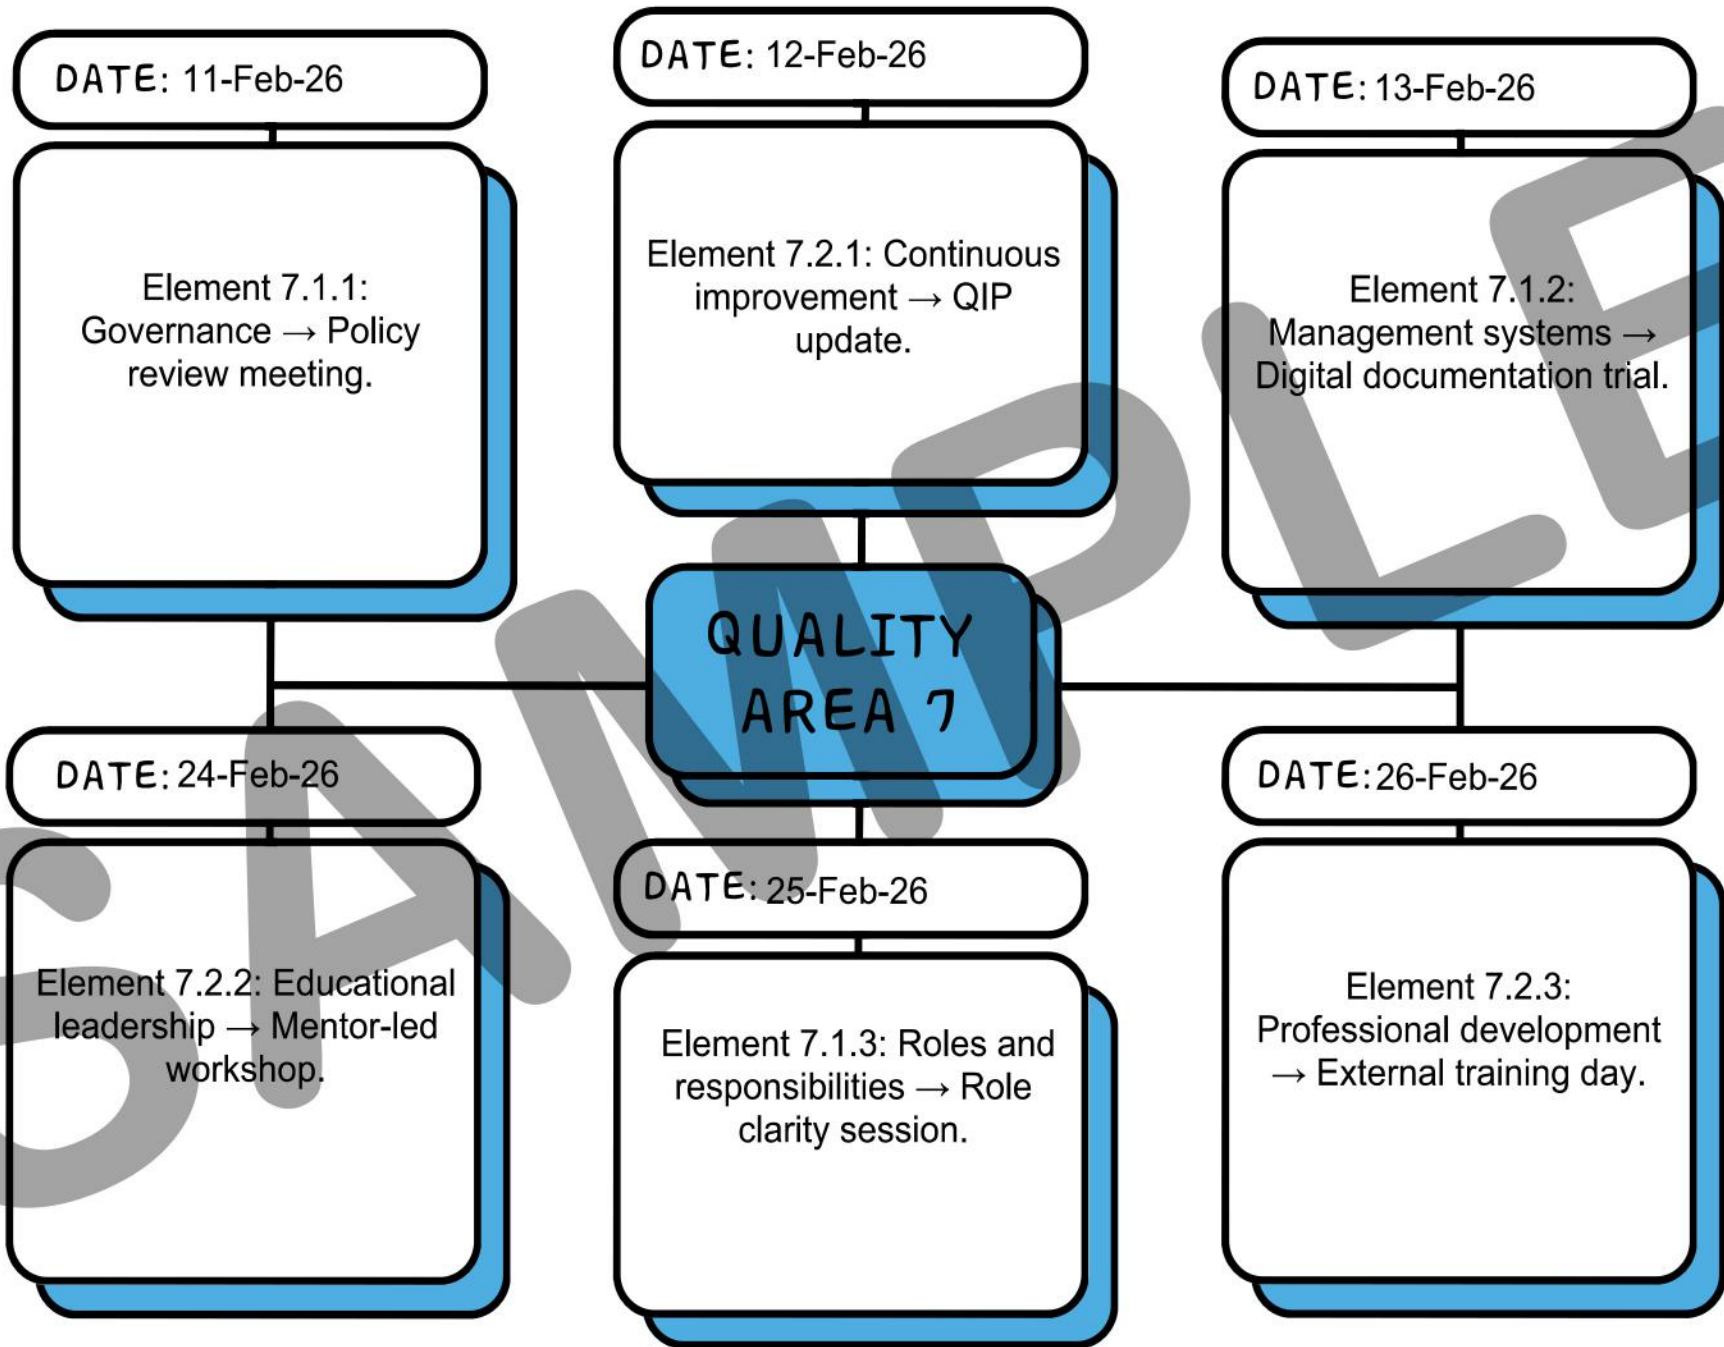 DATE: 11-Feb-26
Element 7.1.1:
Governance → Policy
review meeting.
DATE: 12-Feb-26
Element 7.2.1: Continuous
improvement → QIP
update.
DATE: 13-Feb-26
Element 7.1.2:
Management systems →
Digital documentation trial.
QUALITY
AREA 7
DATE: 24-Feb-26
Element 7.2.2: Educational
leadership → Mentor-led
workshop.
DATE: 25-Feb-26
Element 7.1.3: Roles and
responsibilities → Role
clarity session.
DATE: 26-Feb-26
Element 7.2.3:
Professional development
→ External training day.
SAMPLE